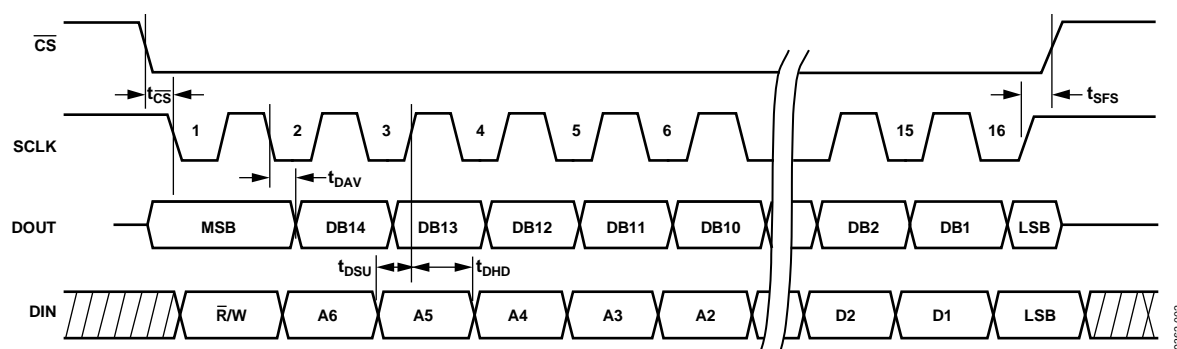 CS
tCS
tSFS
SCLK
1 2 3 4 5 6 15 16
tDAV
DOUT
MSB DB14 DB13 DB12 DB11 DB10 DB2 DB1 LSB
tDSU tDHD
DIN
R/W A6 A5 A4 A3 A2 D2 D1 LSB